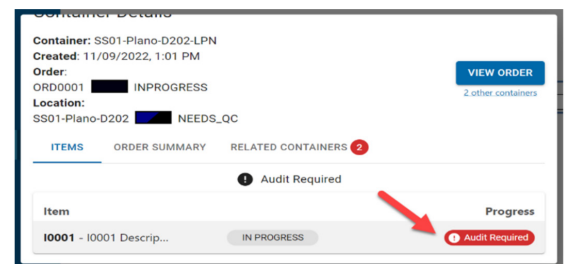 Container Details
Container: SS01-Plano-D202-LPN
Created: 11/09/2022, 1:01 PM
Order:
ORD0001 INPROGRESS
Location:
SS01-Plano-D202 NEEDS_QC
VIEW ORDER
2 other containers
ITEMS ORDER SUMMARY RELATED CONTAINERS 2
! Audit Required
Item Progress
I0001 - I0001 Descrip... IN PROGRESS ! Audit Required